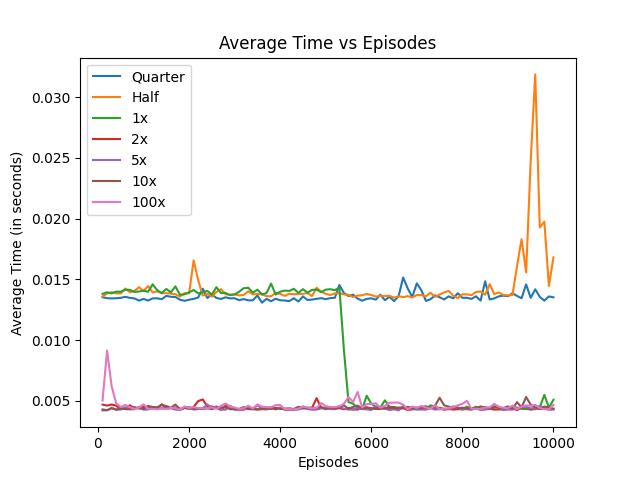 Average Time vs Episodes
Average Time (in seconds)
0.030
0.025
0.020
0.015
0.010
0.005
Quarter
Half
1x
2x
5x
10x
100x
0
2000
4000
6000
8000
10000
Episodes